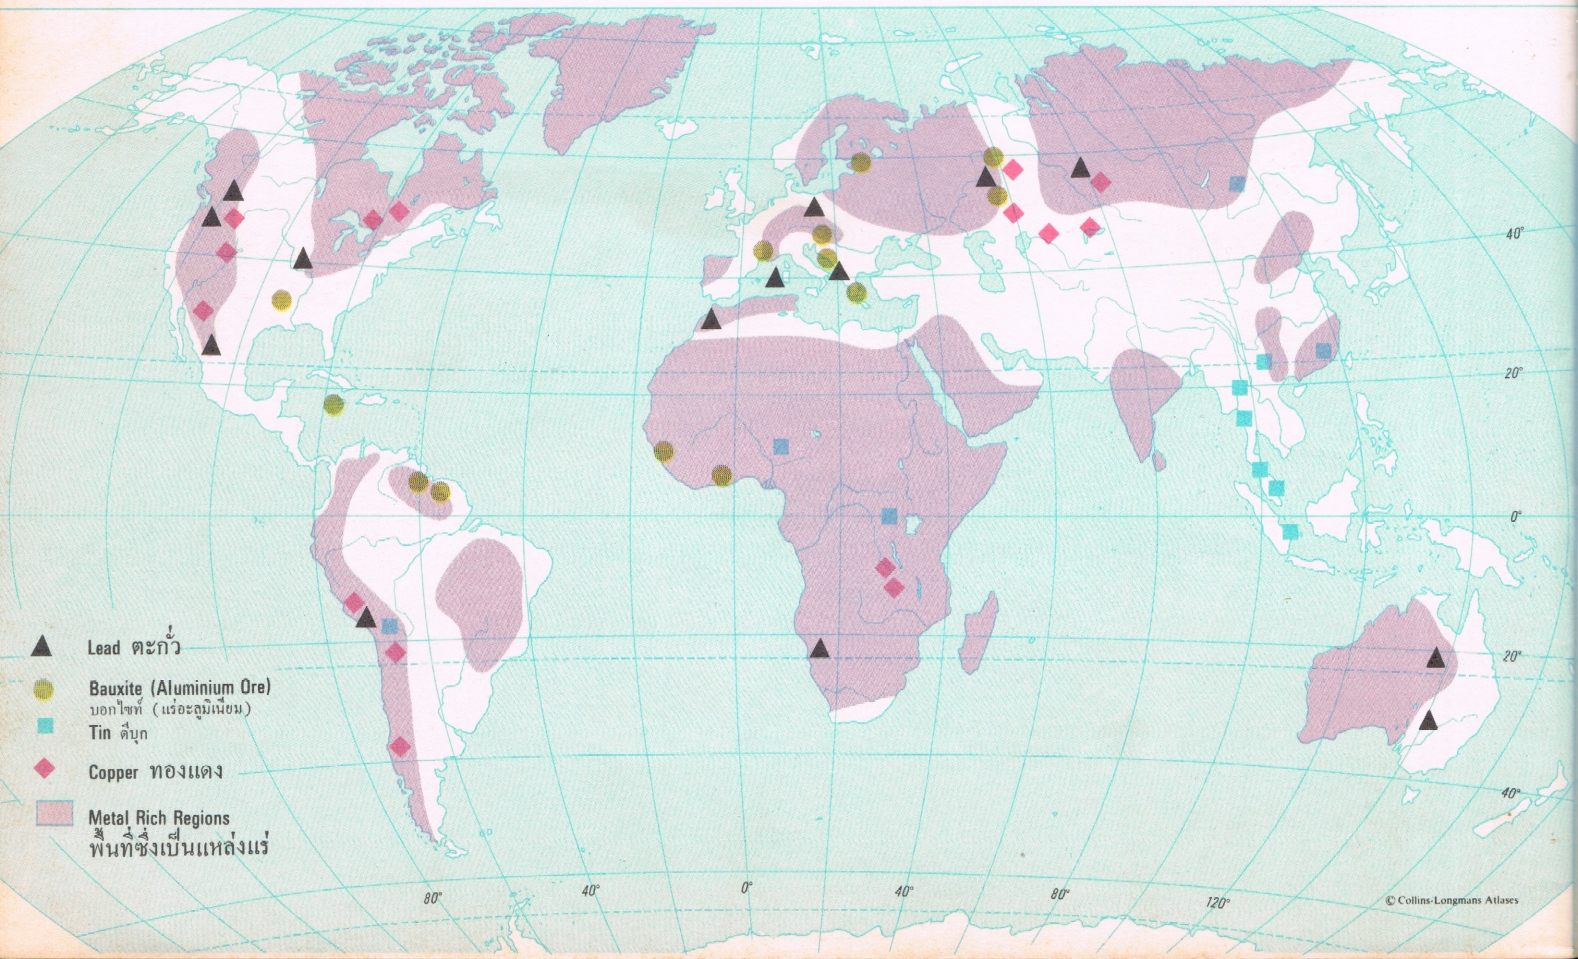 40°
20°
0°
Lead ตะกั่ว
20°
Bauxite (Aluminium Ore)
บอกไซท์ (แร่อะลูมิเนียม)
Tin ดีบุก
Copper ทองแดง
40°
Metal Rich Regions
พื้นที่ซึ่งเป็นแหล่งแร่
80° 40° 0° 40° 80° 120°
© Collins-Longmans Atlases